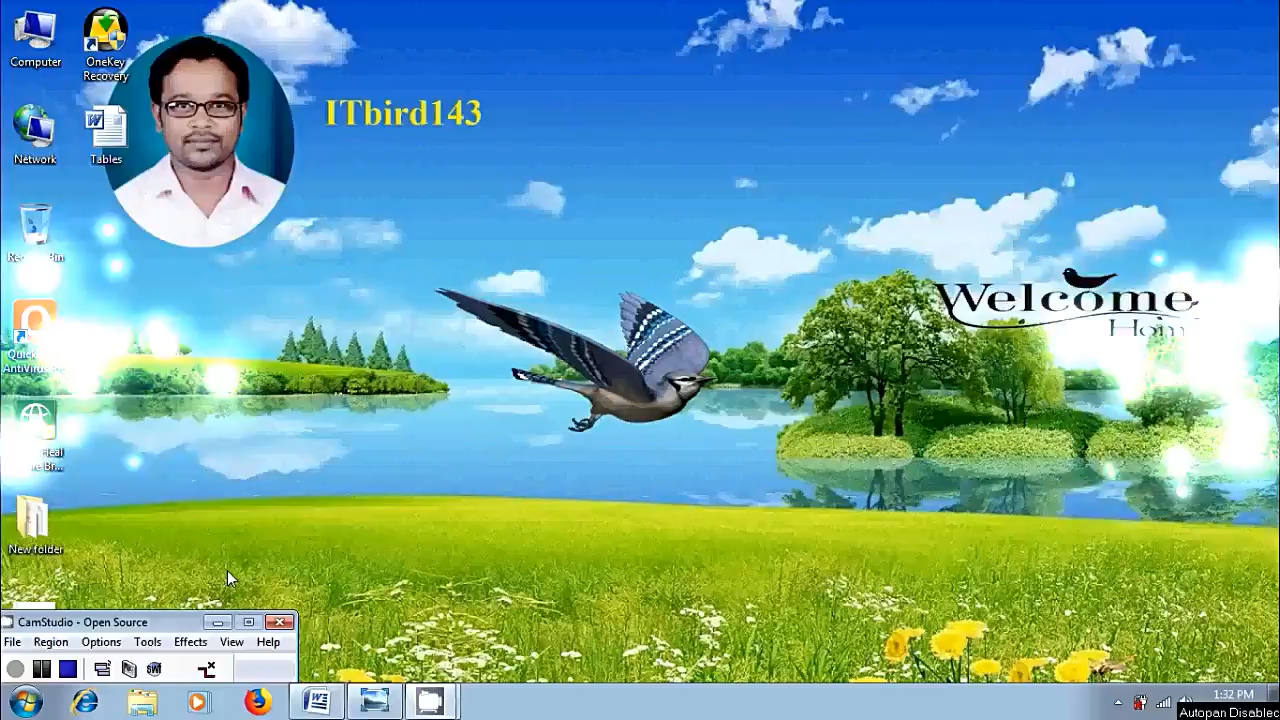 Computer
OneKey
Recovery
ITbird143
Network
Tables
Welcome
New folder
CamStudio - Open Source
File Region Options Tools Effects View Help
1:32 PM
Autopan Disabled